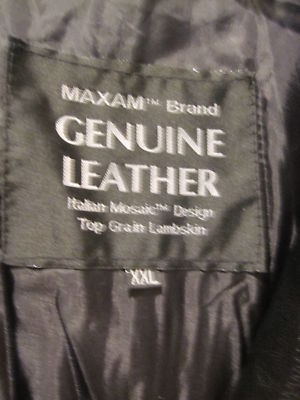 MAXAM™ Brand
GENUINE
LEATHER
Italian Mosaic™ Design
Top Grain Lambskin
XXL